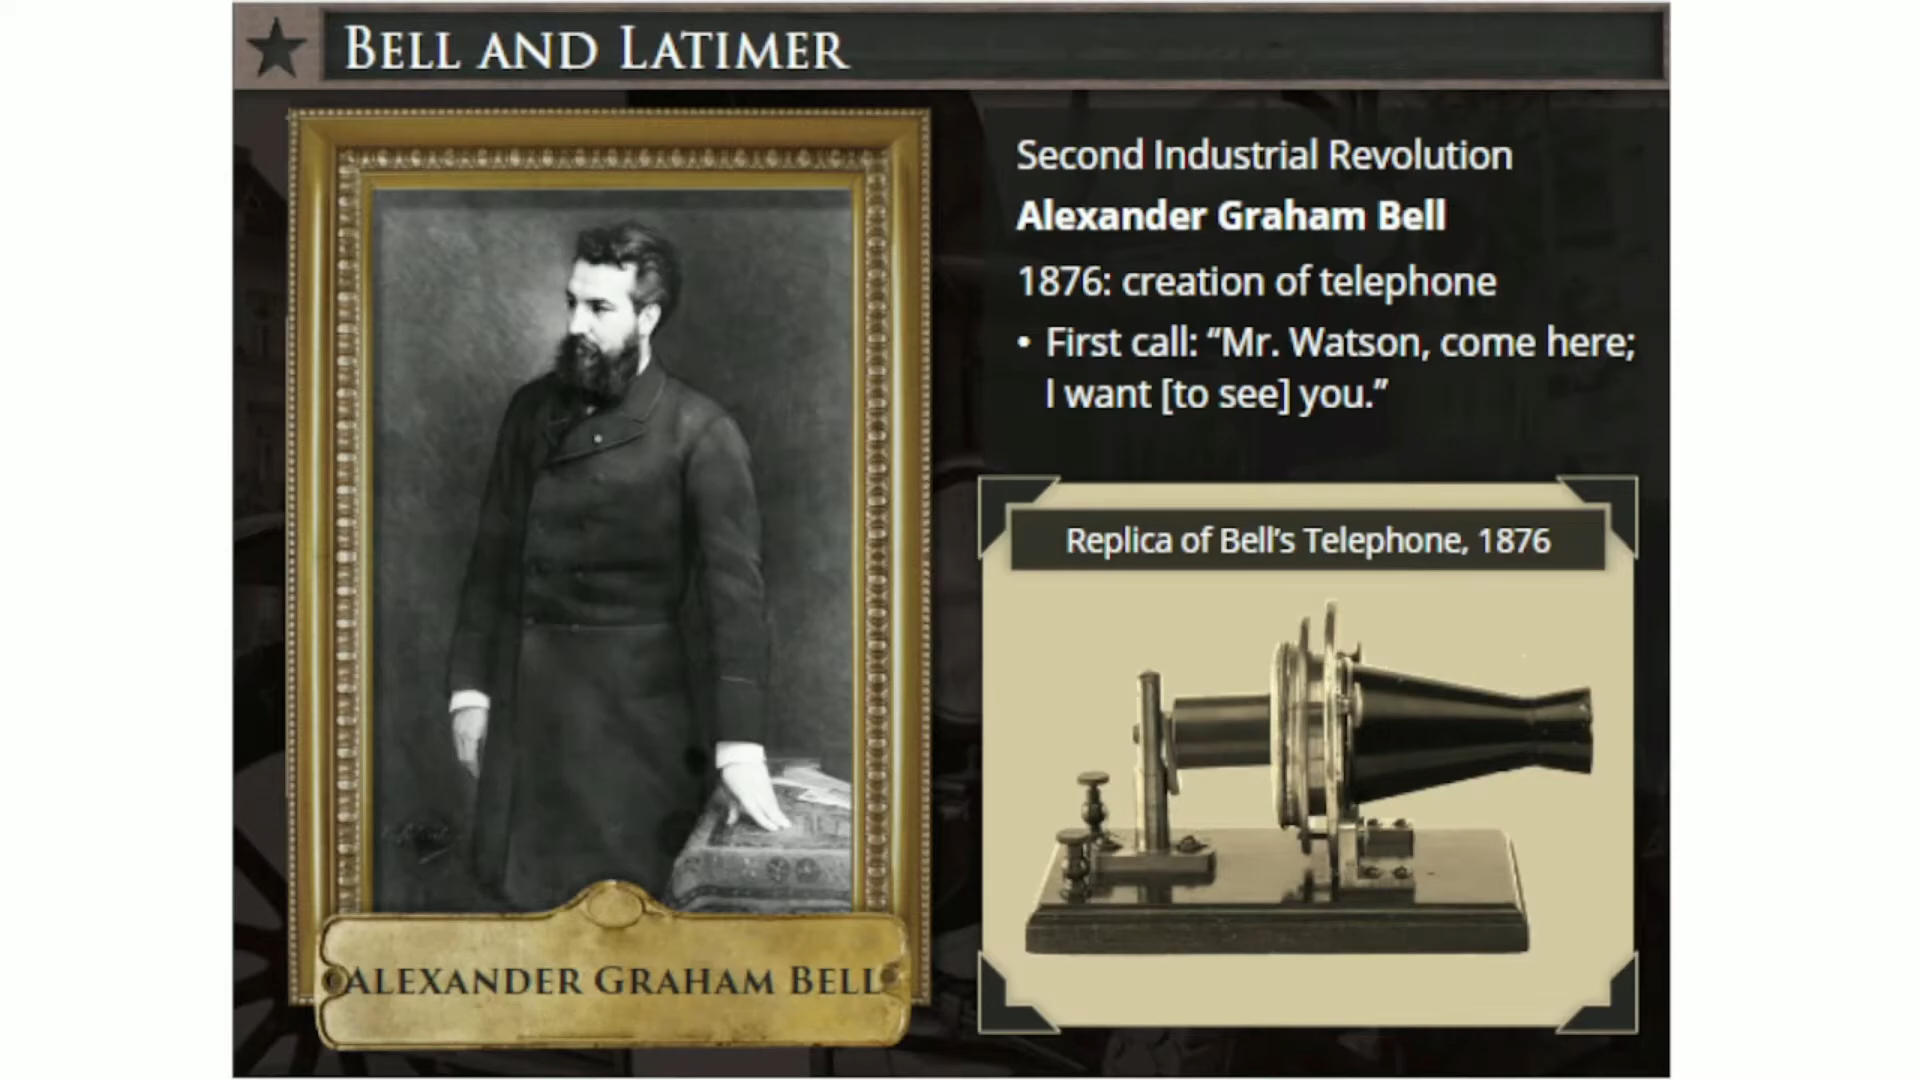 BELL AND LATIMER
Second Industrial Revolution
Alexander Graham Bell
1876: creation of telephone
• First call: “Mr. Watson, come here;
I want [to see] you.”
Replica of Bell’s Telephone, 1876
ALEXANDER GRAHAM BELL